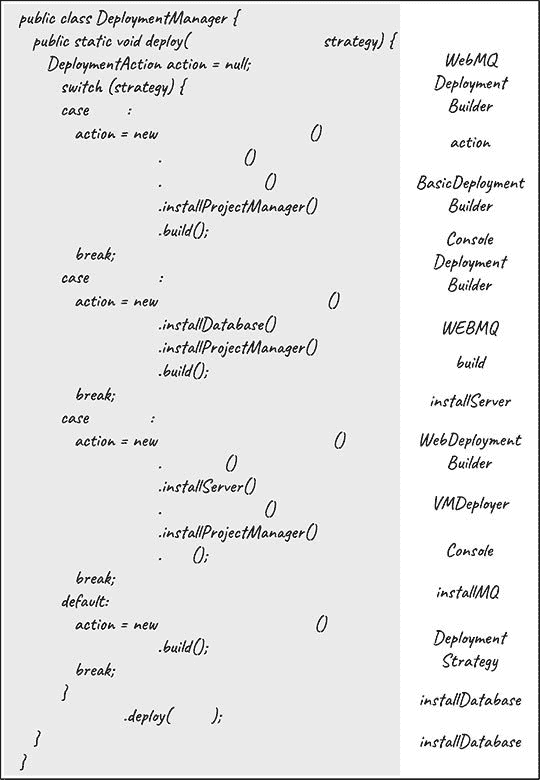 public class DeploymentManager {
public static void deploy( strategy) {
DeploymentAction action = null;
switch (strategy) {
case :
action = new ()
. ()
. ()
.installProjectManager()
.build();
break;
case :
action = new ()
.installDatabase()
.installProjectManager()
.build();
break;
case :
action = new ()
. ()
.installServer()
. ()
.installProjectManager()
. ();
break;
default:
action = new ()
.build();
break;
}
.deploy( );
}
}
WebMQ
Deployment
Builder
action
BasicDeployment
Builder
Console
Deployment
Builder
WEBMQ
build
installServer
WebDeployment
Builder
VMDeployer
Console
installMQ
Deployment
Strategy
installDatabase
installDatabase